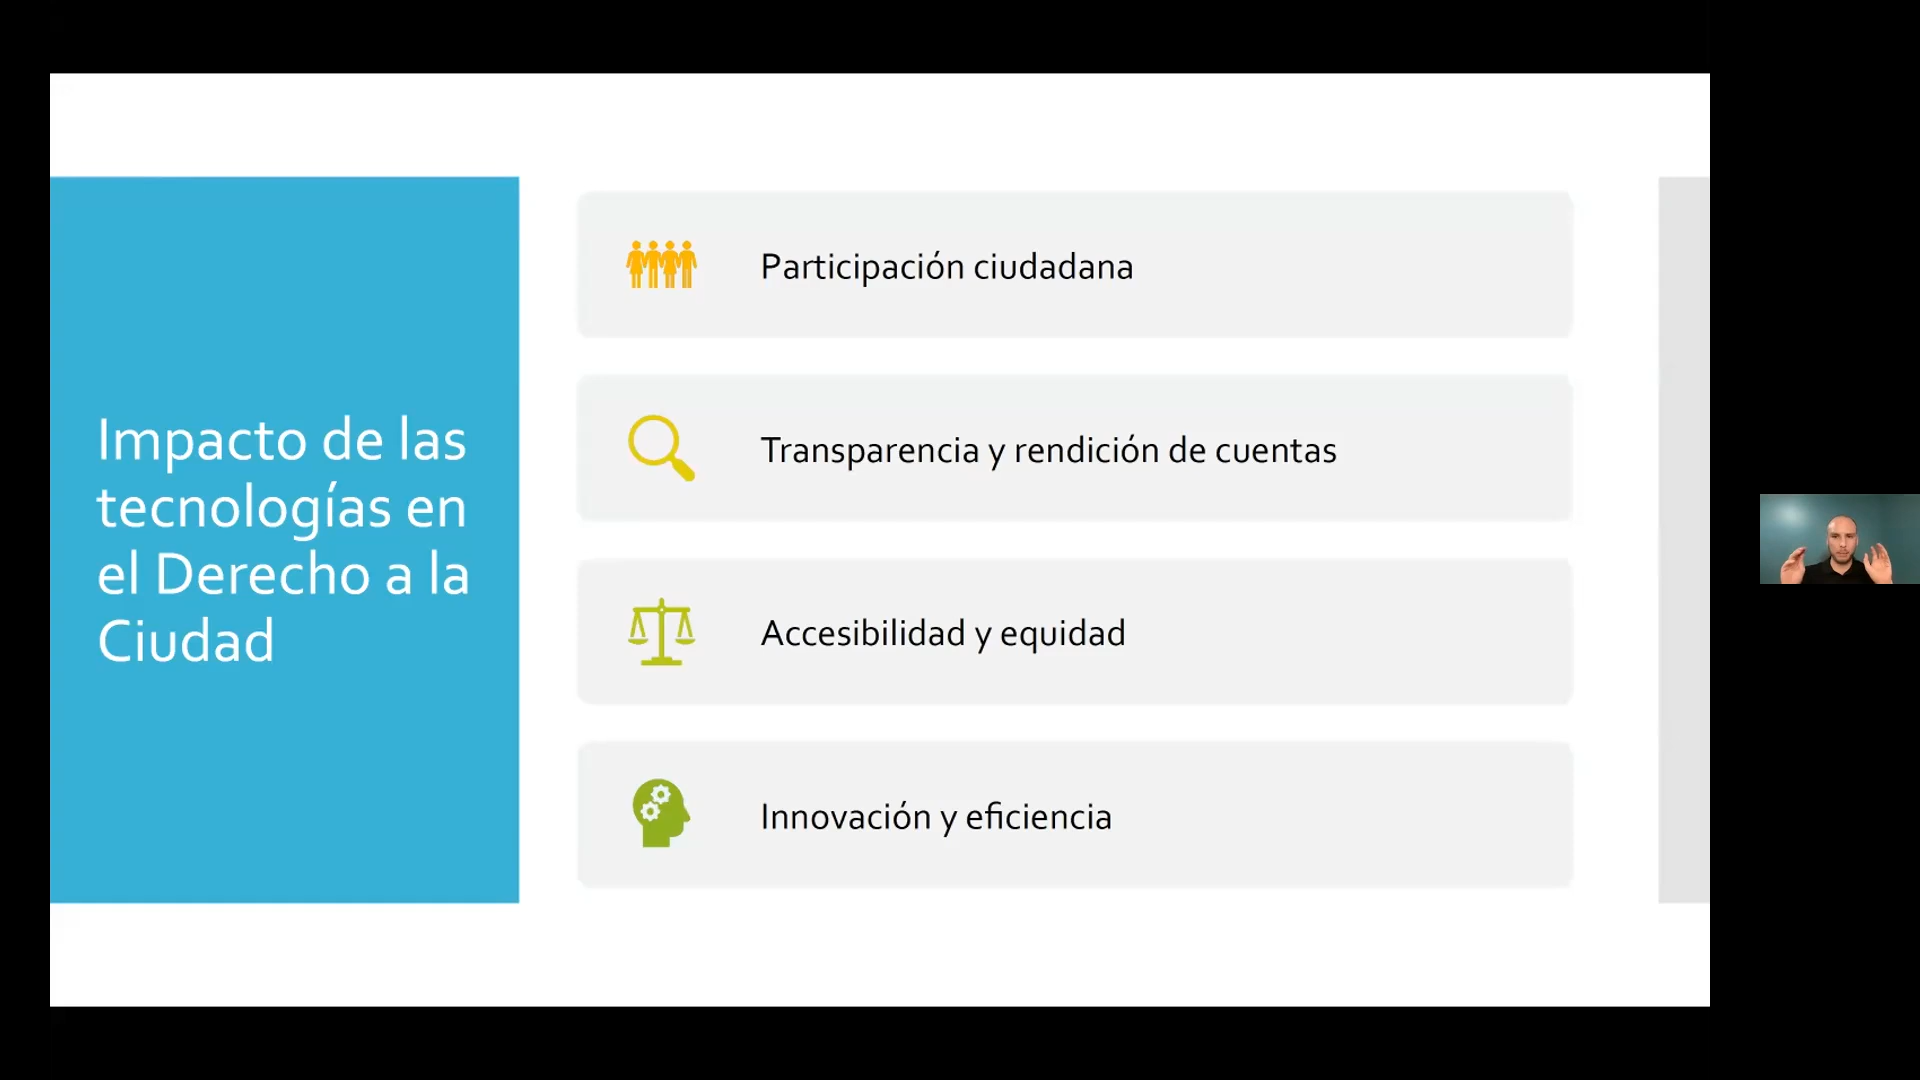 Impacto de las
tecnologías en
el Derecho a la
Ciudad
Participación ciudadana
Transparencia y rendición de cuentas
Accesibilidad y equidad
Innovación y eficiencia